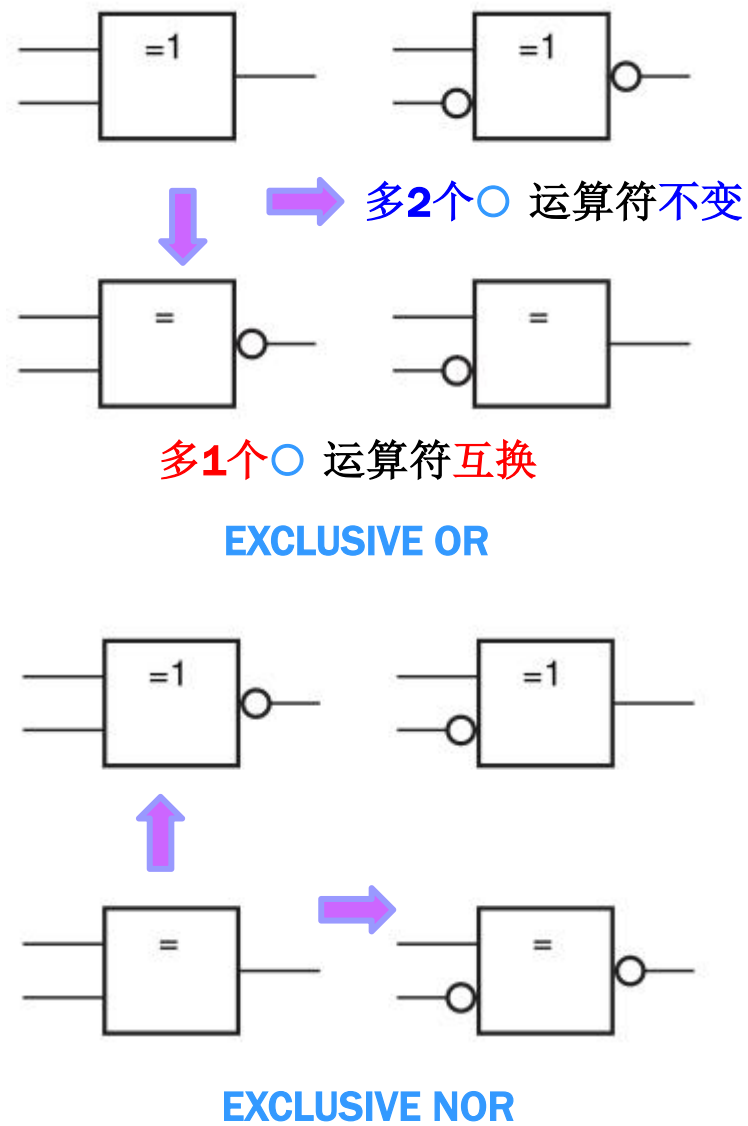 =1 =1
多2个○ 运算符不变
= =
多1个○ 运算符互换
EXCLUSIVE OR
=1 =1
= =
EXCLUSIVE NOR